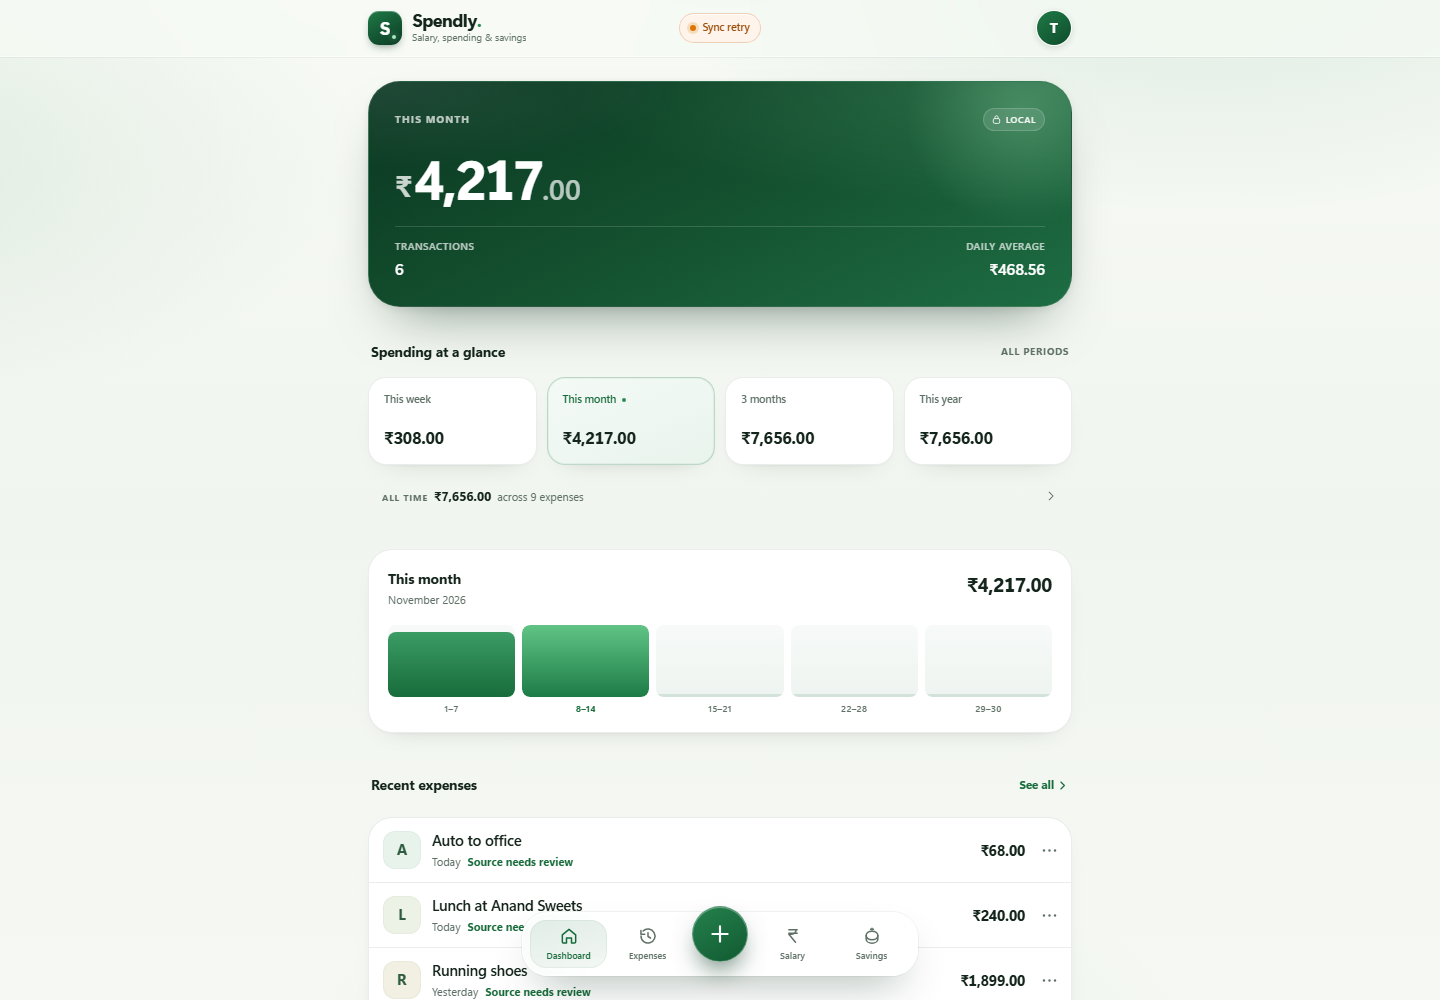 S.
Spendly.
Salary, spending & savings
Sync retry
T
THIS MONTH
LOCAL
₹4,217.00
TRANSACTIONS
6
DAILY AVERAGE
₹468.56
Spending at a glance
ALL PERIODS
This week
₹308.00
This month
₹4,217.00
3 months
₹7,656.00
This year
₹7,656.00
ALL TIME ₹7,656.00 across 9 expenses
This month
November 2026
₹4,217.00
1–7
8–14
15–21
22–28
29–30
Recent expenses
See all
A
Auto to office
Today Source needs review
₹68.00
L
Lunch at Anand Sweets
Today Source nee
₹240.00
R
Running shoes
Yesterday Source needs review
₹1,899.00
Dashboard
Expenses
Salary
Savings